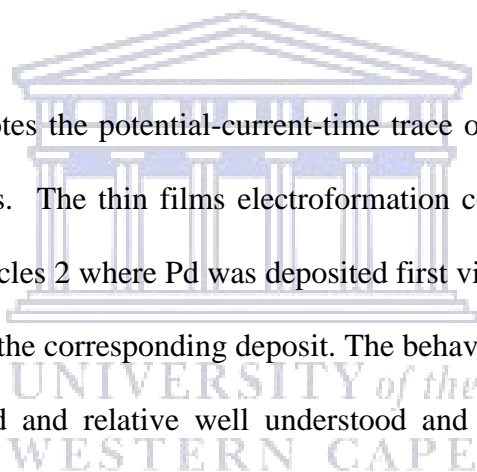 otes the potential-current-time trace o
s. The thin films electroformation c
cles 2 where Pd was deposited first vi
the corresponding deposit. The behav
UNIVERSITY of the
d and relative well understood and
WESTERN CAPE